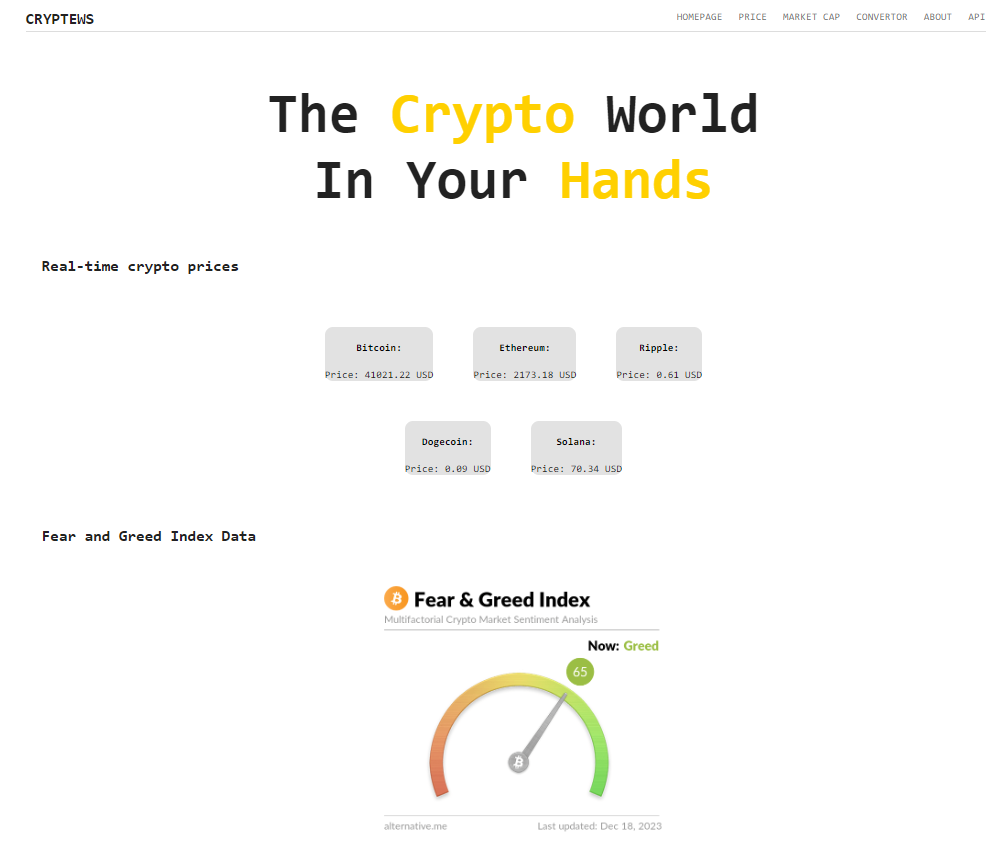 CRYPTEWS
HOMEPAGE PRICE MARKET CAP CONVERTOR ABOUT API
The Crypto World
In Your Hands
Real-time crypto prices
Bitcoin: Ethereum: Ripple:
Price: 41021.22 USD Price: 2173.18 USD Price: 0.61 USD
Dogecoin: Solana:
Price: 0.09 USD Price: 70.34 USD
Fear and Greed Index Data
Fear & Greed Index
Multifactorial Crypto Market Sentiment Analysis
Now: Greed
65
alternative.me Last updated: Dec 18, 2023